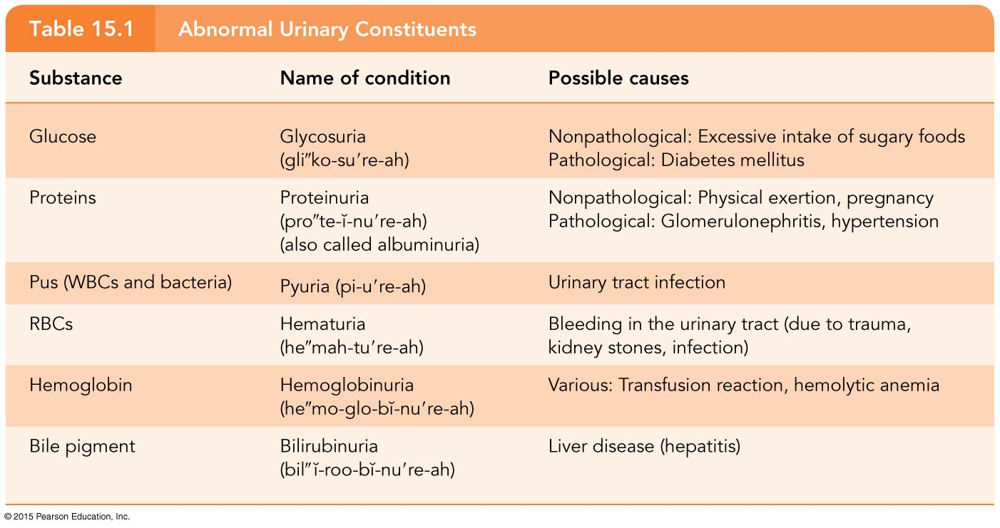 Table 15.1 Abnormal Urinary Constituents
Substance Name of condition Possible causes
Glucose Glycosuria Nonpathological: Excessive intake of sugary foods
(gli″ko-su′re-ah) Pathological: Diabetes mellitus
Proteins Proteinuria Nonpathological: Physical exertion, pregnancy
(pro″te-ĭ-nu′re-ah) Pathological: Glomerulonephritis, hypertension
(also called albuminuria)
Pus (WBCs and bacteria) Pyuria (pi-u′re-ah) Urinary tract infection
RBCs Hematuria Bleeding in the urinary tract (due to trauma,
(he″mah-tu′re-ah) kidney stones, infection)
Hemoglobin Hemoglobinuria Various: Transfusion reaction, hemolytic anemia
(he″mo-glo-bĭ-nu′re-ah)
Bile pigment Bilirubinuria Liver disease (hepatitis)
(bil″ĭ-roo-bĭ-nu′re-ah)
© 2015 Pearson Education, Inc.